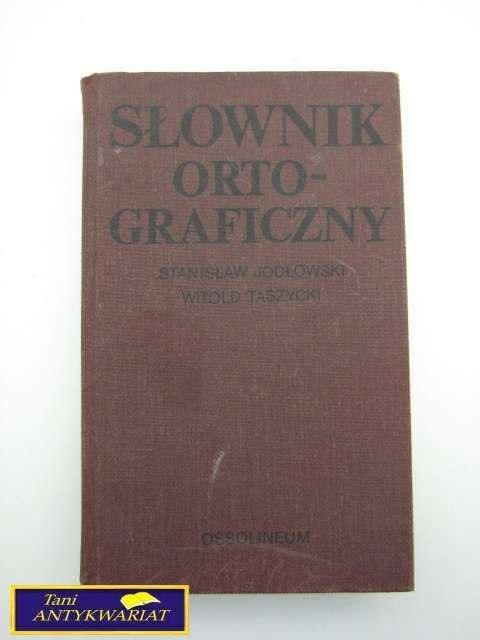 SŁOWNIK
ORTO-
GRAFICZNY
STANISŁAW JODŁOWSKI
WITOLD TASZYCKI
OSSOLINEUM
Tani
ANTYKWARIAT